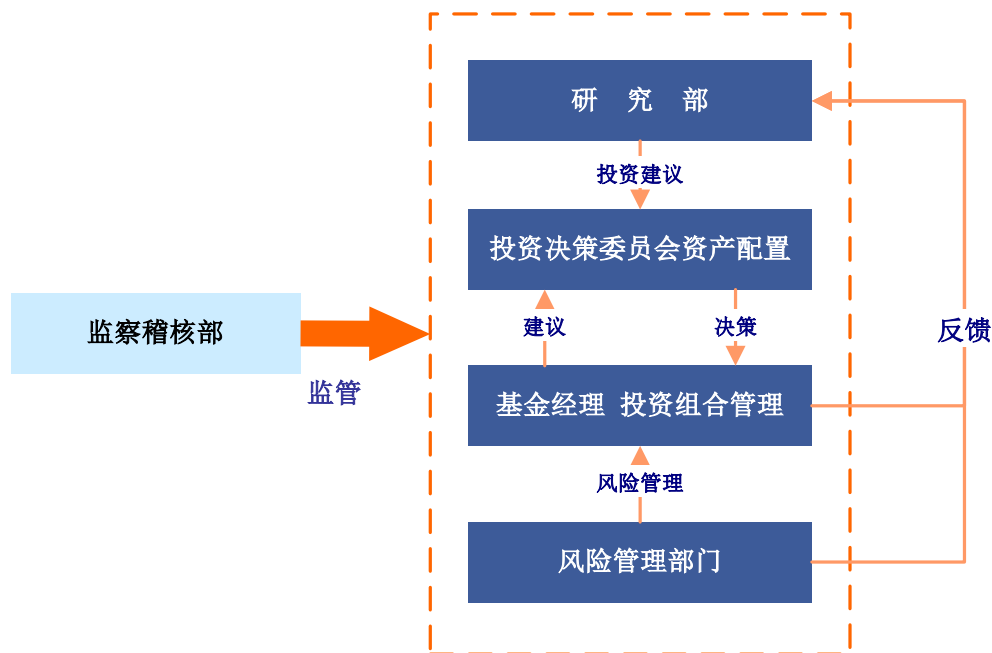 研 究 部
投资建议
投资决策委员会资产配置
建议
决策
反馈
监察稽核部
监管
基金经理 投资组合管理
风险管理
风险管理部门